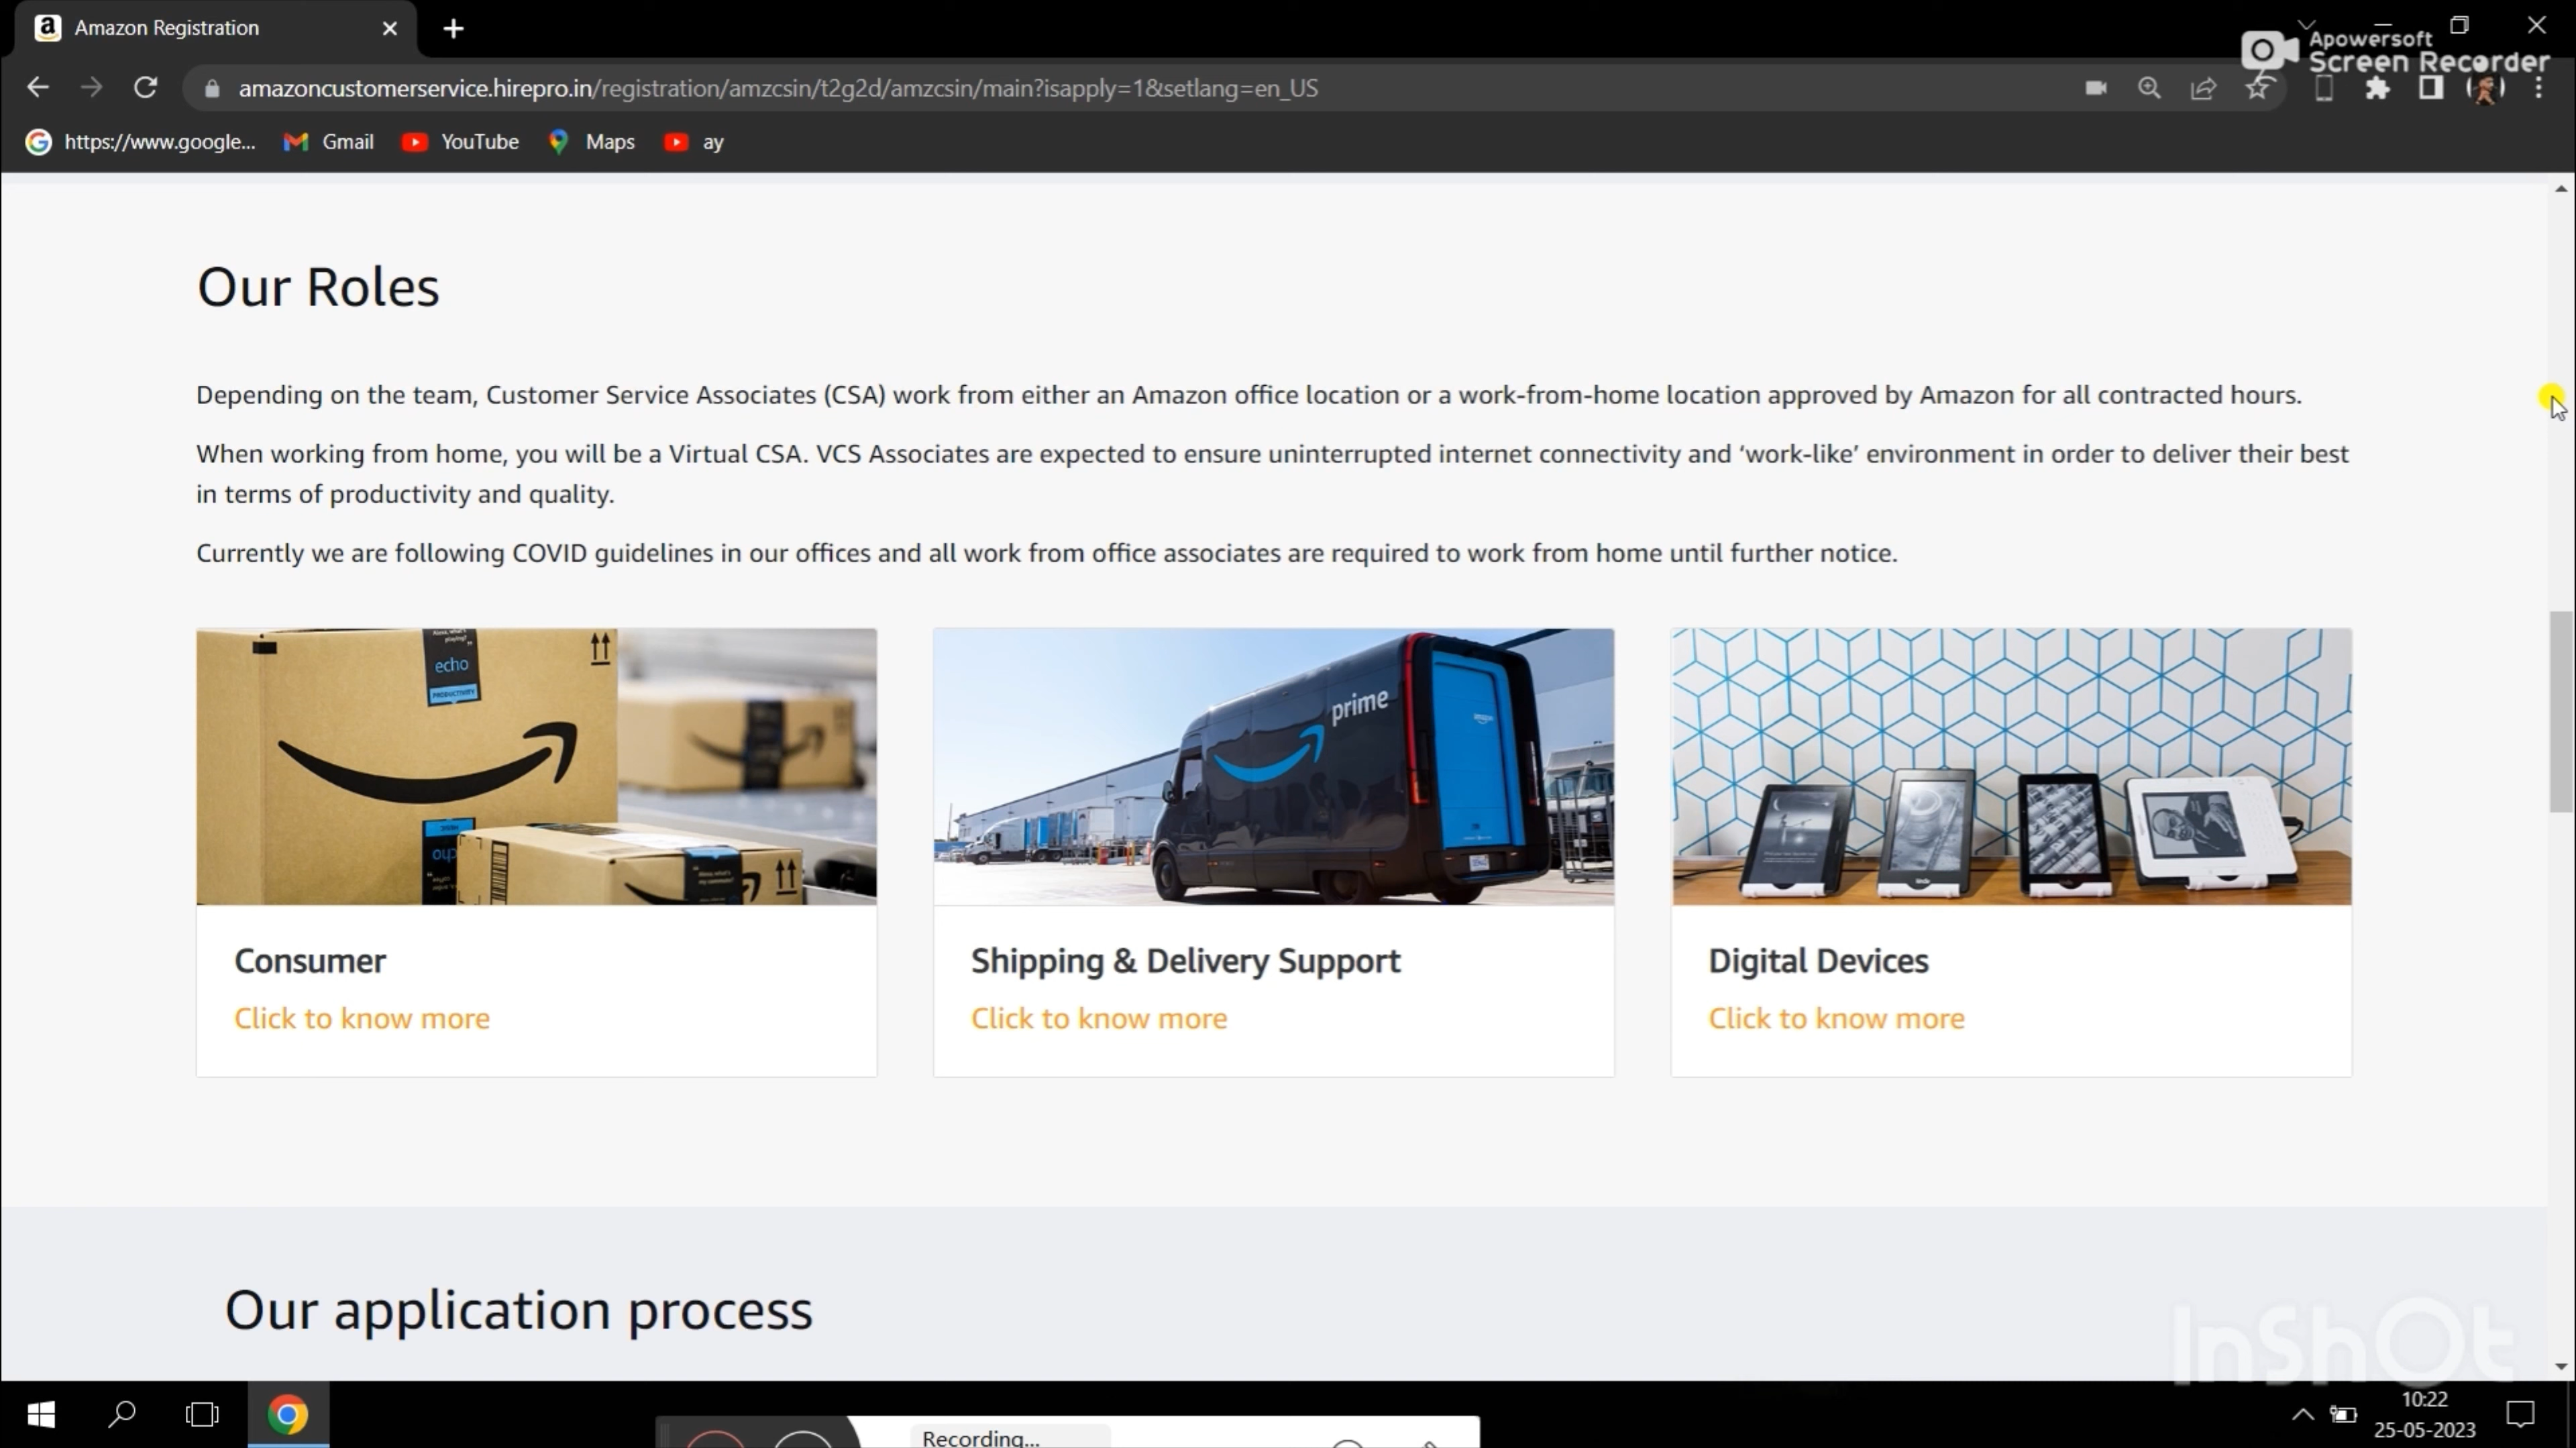 Amazon Registration
Apowersoft
Screen Recorder
amazoncustomerservice.hirepro.in/registration/amzcsin/t2g2d/amzcsin/main?isapply=1&setlang=en_US
https://www.google... Gmail YouTube Maps ay
Our Roles
Depending on the team, Customer Service Associates (CSA) work from either an Amazon office location or a work-from-home location approved by Amazon for all contracted hours.
When working from home, you will be a Virtual CSA. VCS Associates are expected to ensure uninterrupted internet connectivity and ‘work-like’ environment in order to deliver their best
in terms of productivity and quality.
Currently we are following COVID guidelines in our offices and all work from office associates are required to work from home until further notice.
echo
PRODUCTIVITY
prime
Consumer
Click to know more
Shipping & Delivery Support
Click to know more
Digital Devices
Click to know more
Our application process
InShOt
10:22
25-05-2023
Recording...